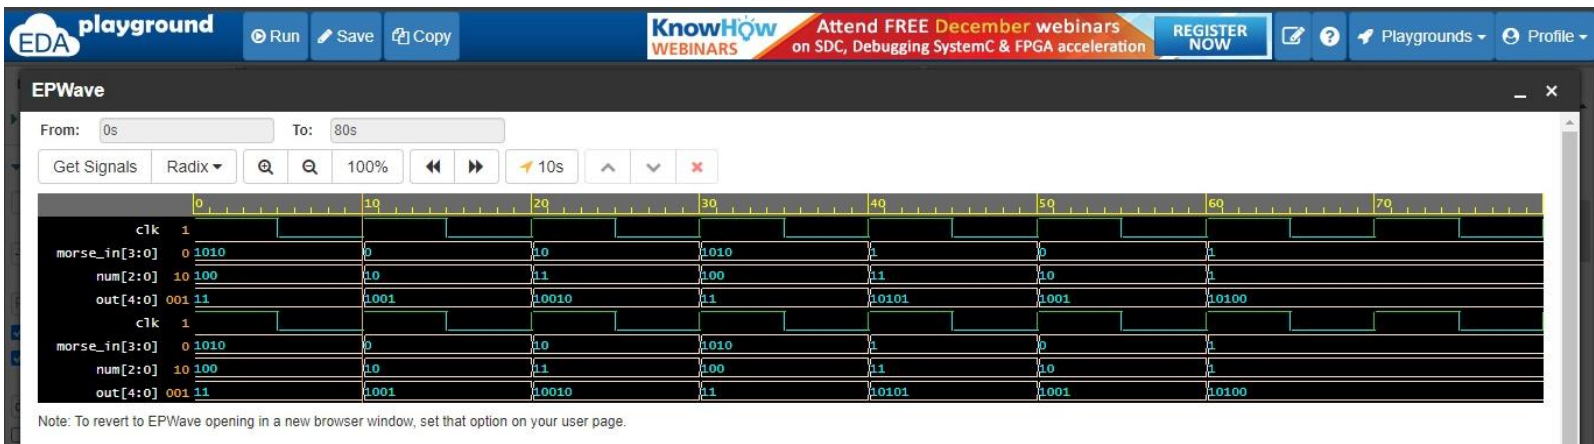 EDA playground
Run Save Copy
KnowHow WEBINARS
Attend FREE December webinars
on SDC, Debugging SystemC & FPGA acceleration
REGISTER NOW
Playgrounds Profile
EPWave
From: 0s To: 80s
Get Signals Radix 100% 10s
0 10 20 30 40 50 60 70
clk 1
morse_in[3:0] 0 1010 0 10 1010 1 0 1
num[2:0] 10 100 10 11 100 11 10 1
out[4:0] 001 11 1001 10010 11 10101 1001 10100
clk 1
morse_in[3:0] 0 1010 0 10 1010 1 0 1
num[2:0] 10 100 10 11 100 11 10 1
out[4:0] 001 11 1001 10010 11 10101 1001 10100
Note: To revert to EPWave opening in a new browser window, set that option on your user page.